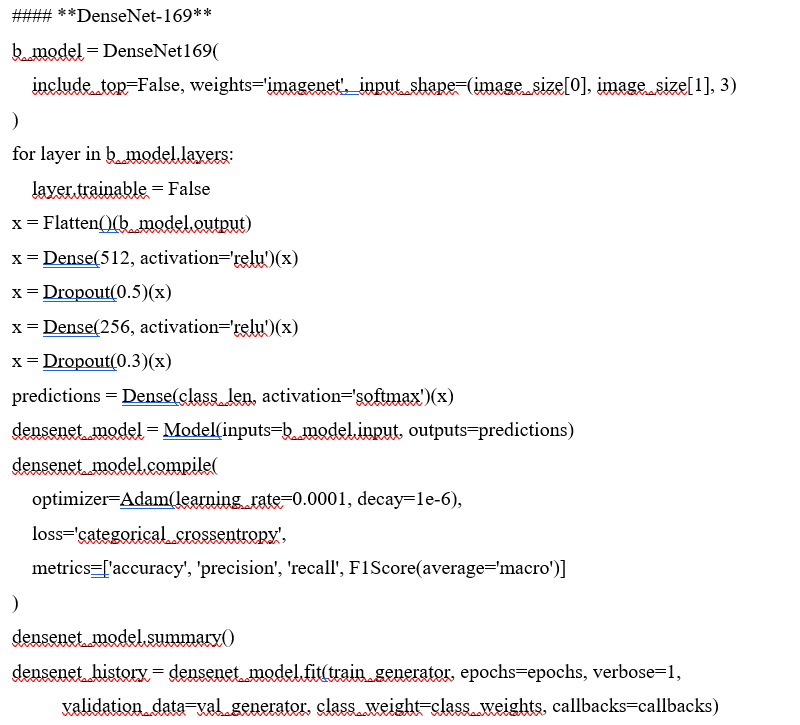 #### **DenseNet-169**
b_model = DenseNet169(
include_top=False, weights='imagenet', input_shape=(image_size[0], image_size[1], 3)
)
for layer in b_model.layers:
layer.trainable = False
x = Flatten()(b_model.output)
x = Dense(512, activation='relu')(x)
x = Dropout(0.5)(x)
x = Dense(256, activation='relu')(x)
x = Dropout(0.3)(x)
predictions = Dense(class_len, activation='softmax')(x)
densenet_model = Model(inputs=b_model.input, outputs=predictions)
densenet_model.compile(
optimizer=Adam(learning_rate=0.0001, decay=1e-6),
loss='categorical_crossentropy',
metrics=['accuracy', 'precision', 'recall', F1Score(average='macro')]
)
densenet_model.summary()
densenet_history = densenet_model.fit(train_generator, epochs=epochs, verbose=1,
validation_data=val_generator, class_weight=class_weights, callbacks=callbacks)